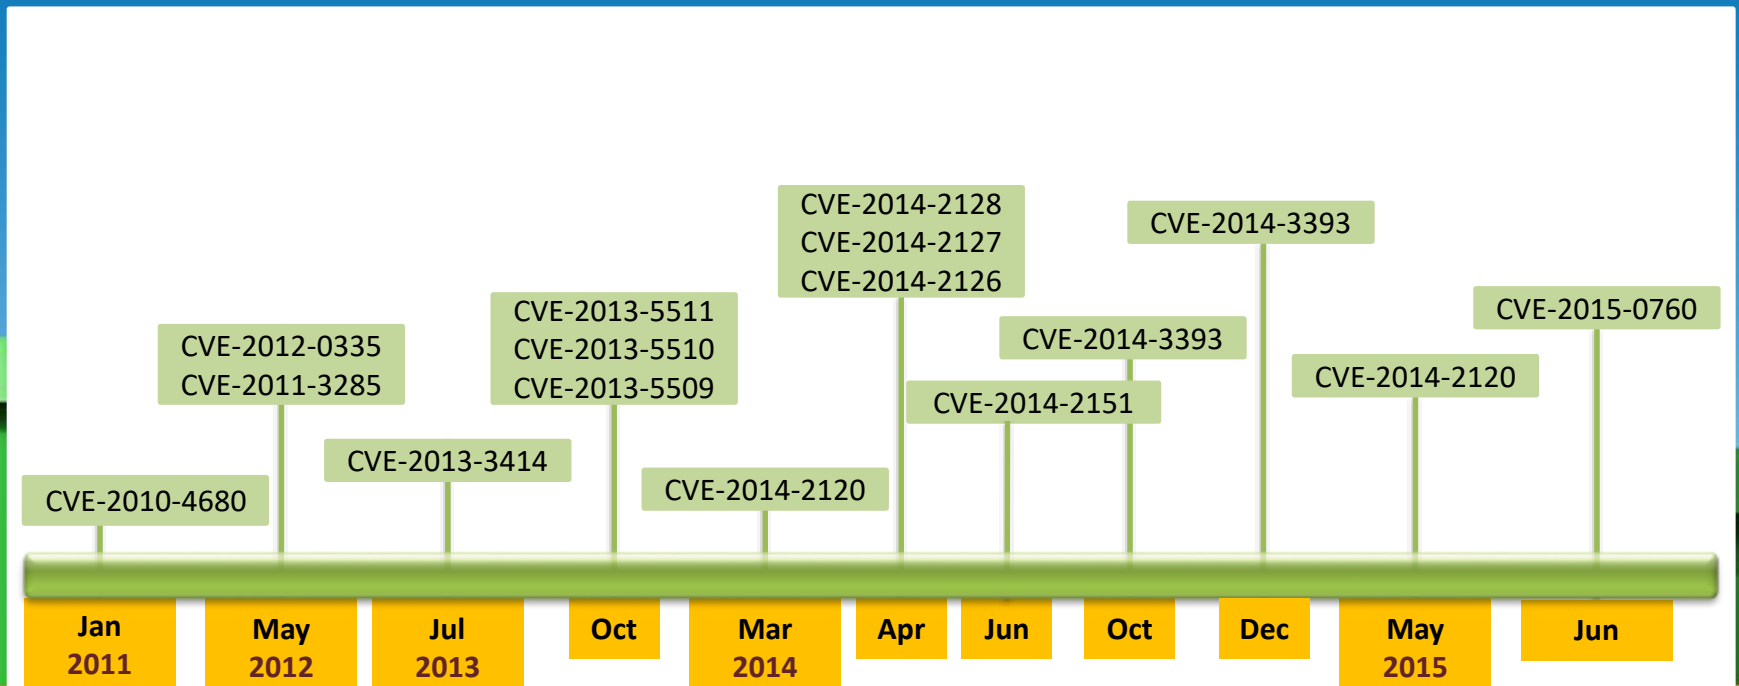 CVE-2010-4680
CVE-2012-0335
CVE-2011-3285
CVE-2013-3414
CVE-2013-5511
CVE-2013-5510
CVE-2013-5509
CVE-2014-2120
CVE-2014-2128
CVE-2014-2127
CVE-2014-2126
CVE-2014-2151
CVE-2014-3393
CVE-2014-3393
CVE-2014-2120
CVE-2015-0760
Jan
2011
May
2012
Jul
2013
Oct
Mar
2014
Apr
Jun
Oct
Dec
May
2015
Jun